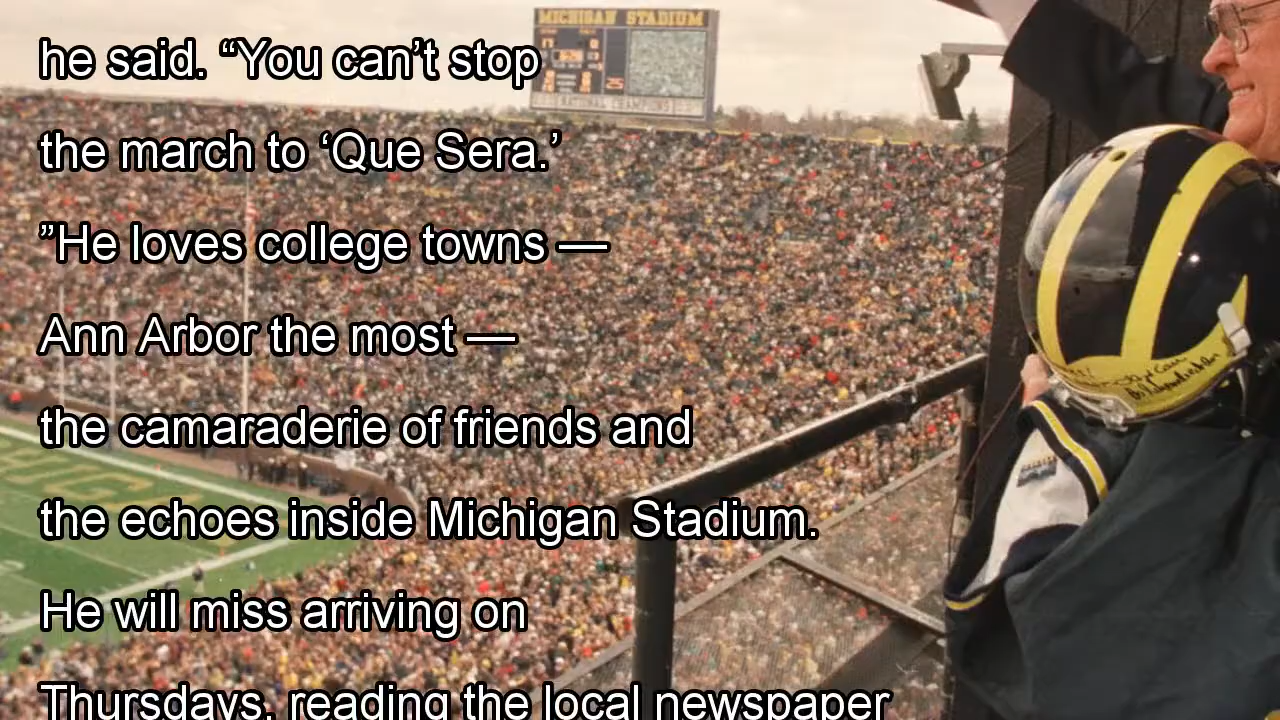 MICHIGAN STADIUM
NATIONAL CHAMPIONS
he said. “You can’t stop
the march to ‘Que Sera.’
”He loves college towns —
Ann Arbor the most —
the camaraderie of friends and
the echoes inside Michigan Stadium.
He will miss arriving on
Thursdays, reading the local newspaper